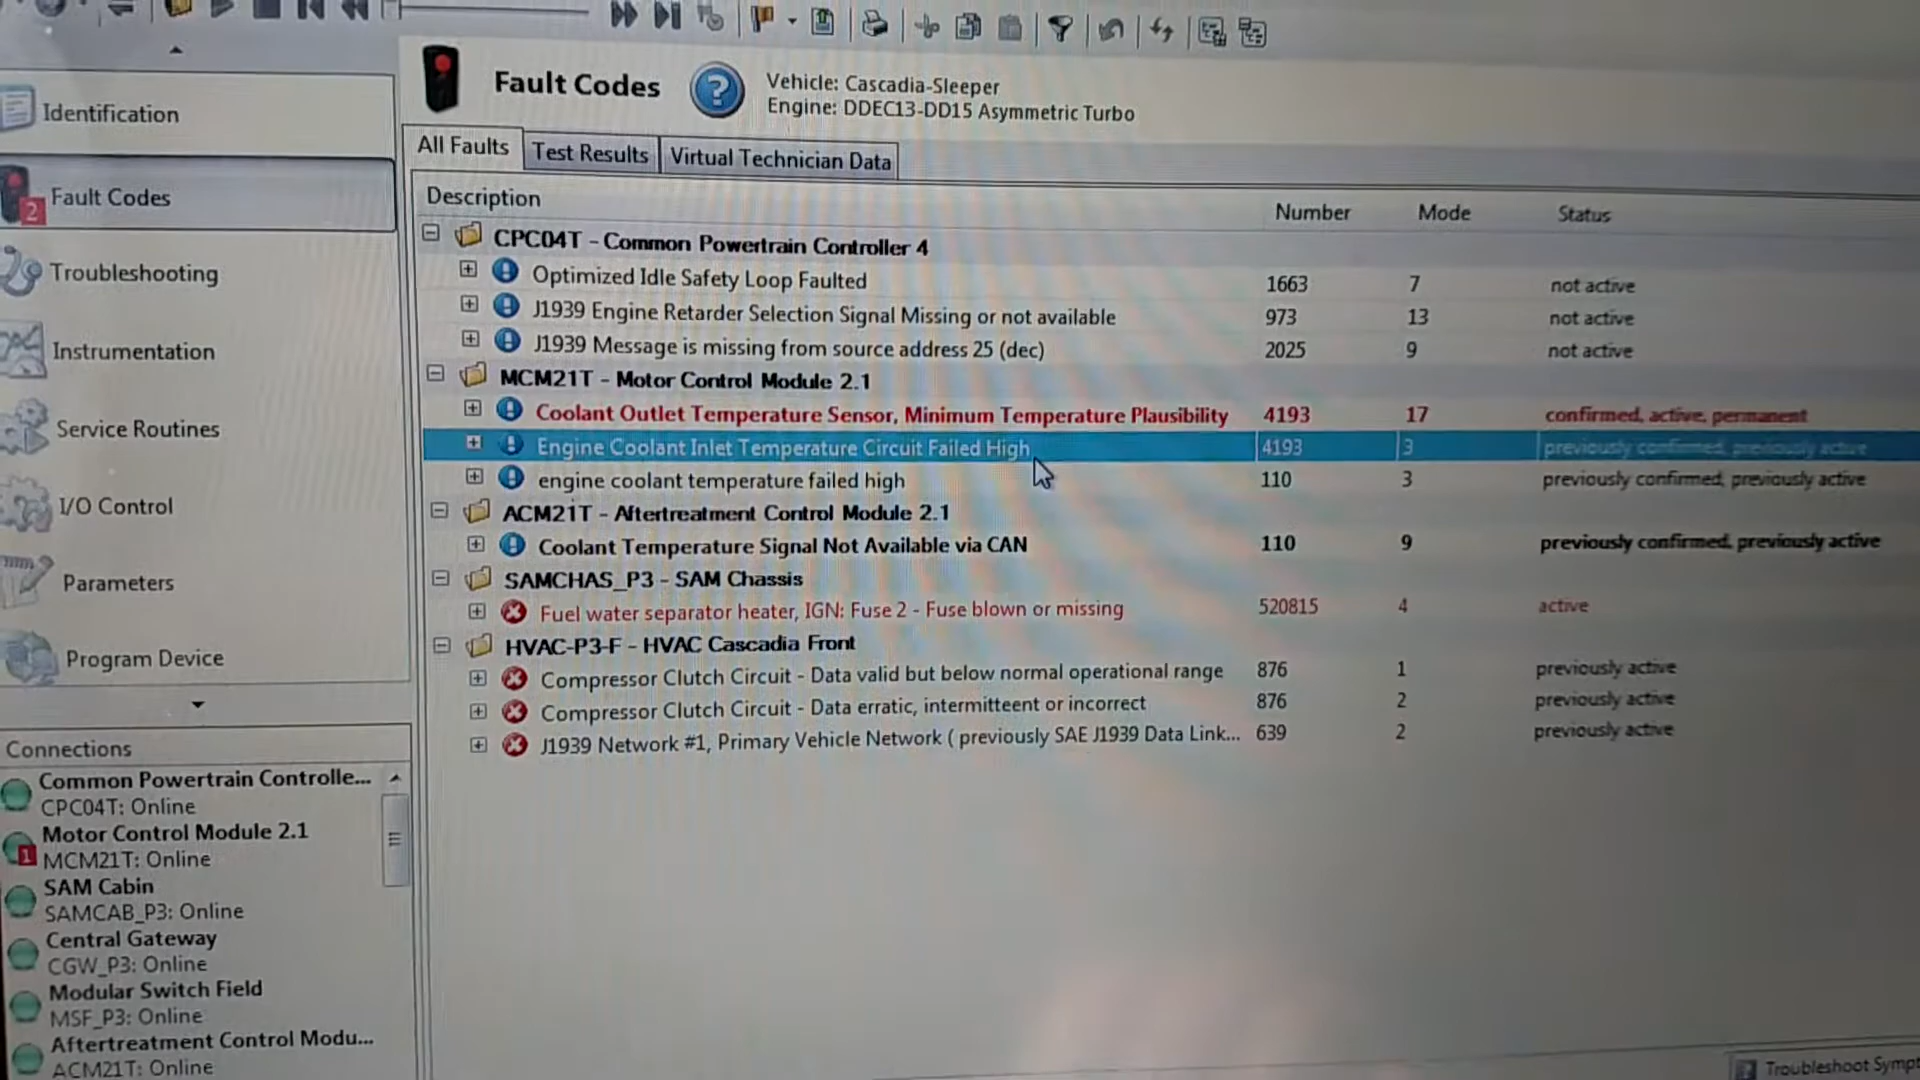 Fault Codes
Vehicle: Cascadia-Sleeper
Engine: DDEC13-DD15 Asymmetric Turbo
Identification
2
Fault Codes
Troubleshooting
Instrumentation
Service Routines
I/O Control
Parameters
Program Device
Connections
Common Powertrain Controlle...
CPC04T: Online
Motor Control Module 2.1
1
MCM21T: Online
SAM Cabin
SAMCAB_P3: Online
Central Gateway
CGW_P3: Online
Modular Switch Field
MSF_P3: Online
Aftertreatment Control Modu...
ACM21T: Online
All Faults Test Results Virtual Technician Data
Description Number Mode Status
CPC04T - Common Powertrain Controller 4
Optimized Idle Safety Loop Faulted 1663 7 not active
J1939 Engine Retarder Selection Signal Missing or not available 973 13 not active
J1939 Message is missing from source address 25 (dec) 2025 9 not active
MCM21T - Motor Control Module 2.1
Coolant Outlet Temperature Sensor, Minimum Temperature Plausibility 4193 17 confirmed, active, permanent
Engine Coolant Inlet Temperature Circuit Failed High 4193 3 previously confirmed, previously active
engine coolant temperature failed high 110 3 previously confirmed, previously active
ACM21T - Aftertreatment Control Module 2.1
Coolant Temperature Signal Not Available via CAN 110 9 previously confirmed, previously active
SAMCHAS_P3 - SAM Chassis
Fuel water separator heater, IGN: Fuse 2 - Fuse blown or missing 520815 4 active
HVAC-P3-F - HVAC Cascadia Front
Compressor Clutch Circuit - Data valid but below normal operational range 876 1 previously active
Compressor Clutch Circuit - Data erratic, intermitteent or incorrect 876 2 previously active
J1939 Network #1, Primary Vehicle Network ( previously SAE J1939 Data Link... 639 2 previously active
Troubleshoot Sympt